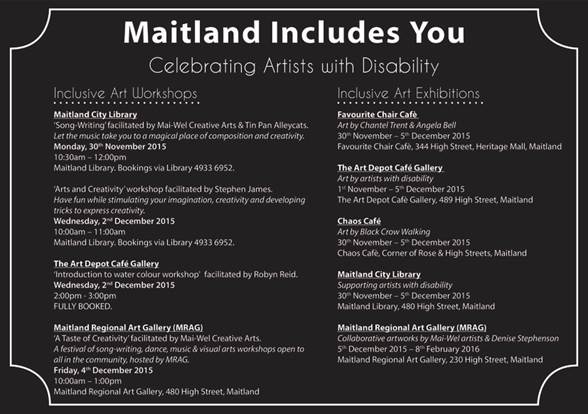 Maitland Includes You
Celebrating Artists with Disability
Inclusive Art Workshops
Maitland City Library
'Song-Writing' facilitated by Mai-Wel Creative Arts & Tin Pan Alleycats.
Let the music take you to a magical place of composition and creativity.
Monday, 30th November 2015
10:30am – 12:00pm
Maitland Library. Bookings via Library 4933 6952.
'Arts and Creativity' workshop facilitated by Stephen James.
Have fun while stimulating your imagination, creativity and developing
tricks to express creativity.
Wednesday, 2nd December 2015
10:00am – 11:00am
Maitland Library. Bookings via Library 4933 6952.
The Art Depot Café Gallery
'Introduction to water colour workshop' facilitated by Robyn Reid.
Wednesday, 2nd December 2015
2:00pm - 3:00pm
FULLY BOOKED.
Maitland Regional Art Gallery (MRAG)
'A Taste of Creativity' facilitated by Mai-Wel Creative Arts.
A festival of song-writing, dance, music & visual arts workshops open to
all in the community, hosted by MRAG.
Friday, 4th December 2015
10:00am – 1:00pm
Maitland Regional Art Gallery, 480 High Street, Maitland
Inclusive Art Exhibitions
Favourite Chair Cafè
Art by Chantel Trent & Angela Bell
30th November – 5th December 2015
Favourite Chair Cafè, 344 High Street, Heritage Mall, Maitland
The Art Depot Cafè Gallery
Art by artists with disability
1st November – 5th December 2015
The Art Depot Cafè Gallery, 489 High Street, Maitland
Chaos Café
Art by Black Crow Walking
30th November – 5th December 2015
Chaos Cafè, Corner of Rose & High Streets, Maitland
Maitland City Library
Supporting artists with disability
30th November – 5th December 2015
Maitland Library, 480 High Street, Maitland
Maitland Regional Art Gallery (MRAG)
Collaborative artworks by Mai-Wel artists & Denise Stephenson
5th December 2015 – 8th February 2016
Maitland Regional Art Gallery, 230 High Street, Maitland